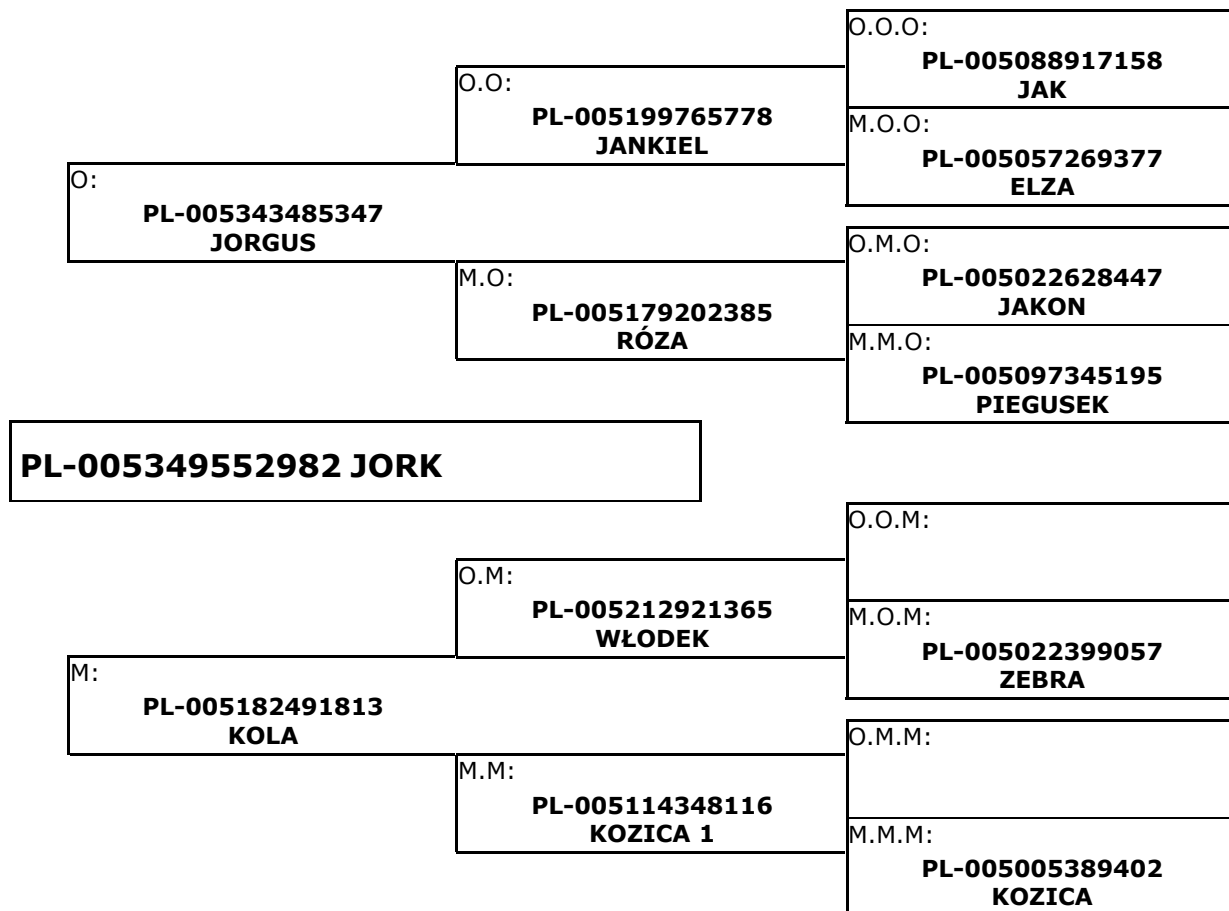 O.O.O:
PL-005088917158
JAK
O.O:
PL-005199765778
JANKIEL
M.O.O:
PL-005057269377
ELZA
O:
PL-005343485347
JORGUS
O.M.O:
PL-005022628447
JAKON
M.O:
PL-005179202385
RÓZA
M.M.O:
PL-005097345195
PIEGUSEK
PL-005349552982 JORK
O.O.M:
O.M:
PL-005212921365
WŁODEK
M.O.M:
PL-005022399057
ZEBRA
M:
PL-005182491813
KOLA
O.M.M:
M.M:
PL-005114348116
KOZICA 1
M.M.M:
PL-005005389402
KOZICA